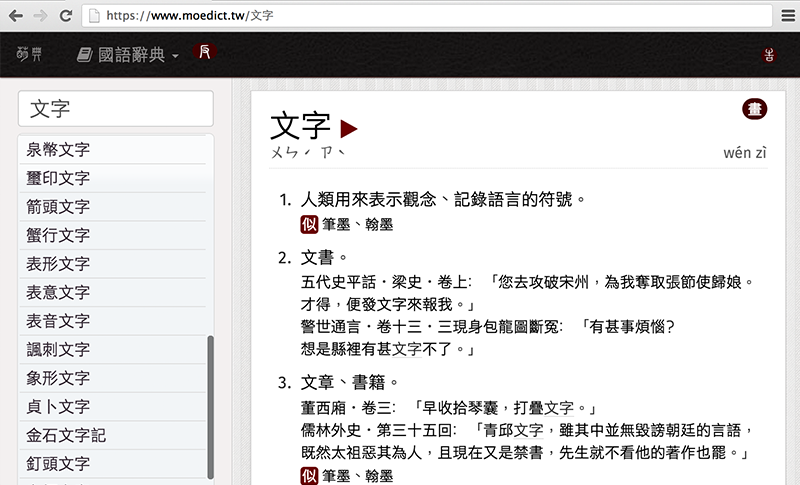 https://www.moedict.tw/文字
萌典
國語辭典
反
文字
泉幣文字
璽印文字
箭頭文字
蟹行文字
表形文字
表意文字
表音文字
諷刺文字
象形文字
貞卜文字
金石文字記
釘頭文字
文字
畫
ㄨㄣˊ ㄗˋ
wén zì
1. 人類用來表示觀念、記錄語言的符號。
似 筆墨、翰墨
2. 文書。
五代史平話・梁史・卷上：「您去攻破宋州，為我奪取張節使歸娘。
才得，便發文字來報我。」
警世通言・卷十三・三現身包龍圖斷冤：「有甚事煩惱？
想是縣裡有甚文字不了。」
3. 文章、書籍。
董西廂・卷三：「早收拾琴囊，打疊文字。」
儒林外史・第三十五回：「青邱文字，雖其中並無毀謗朝廷的言語，
既然太祖惡其為人，且現在又是禁書，先生就不看他的著作也罷。」
似 筆墨、翰墨